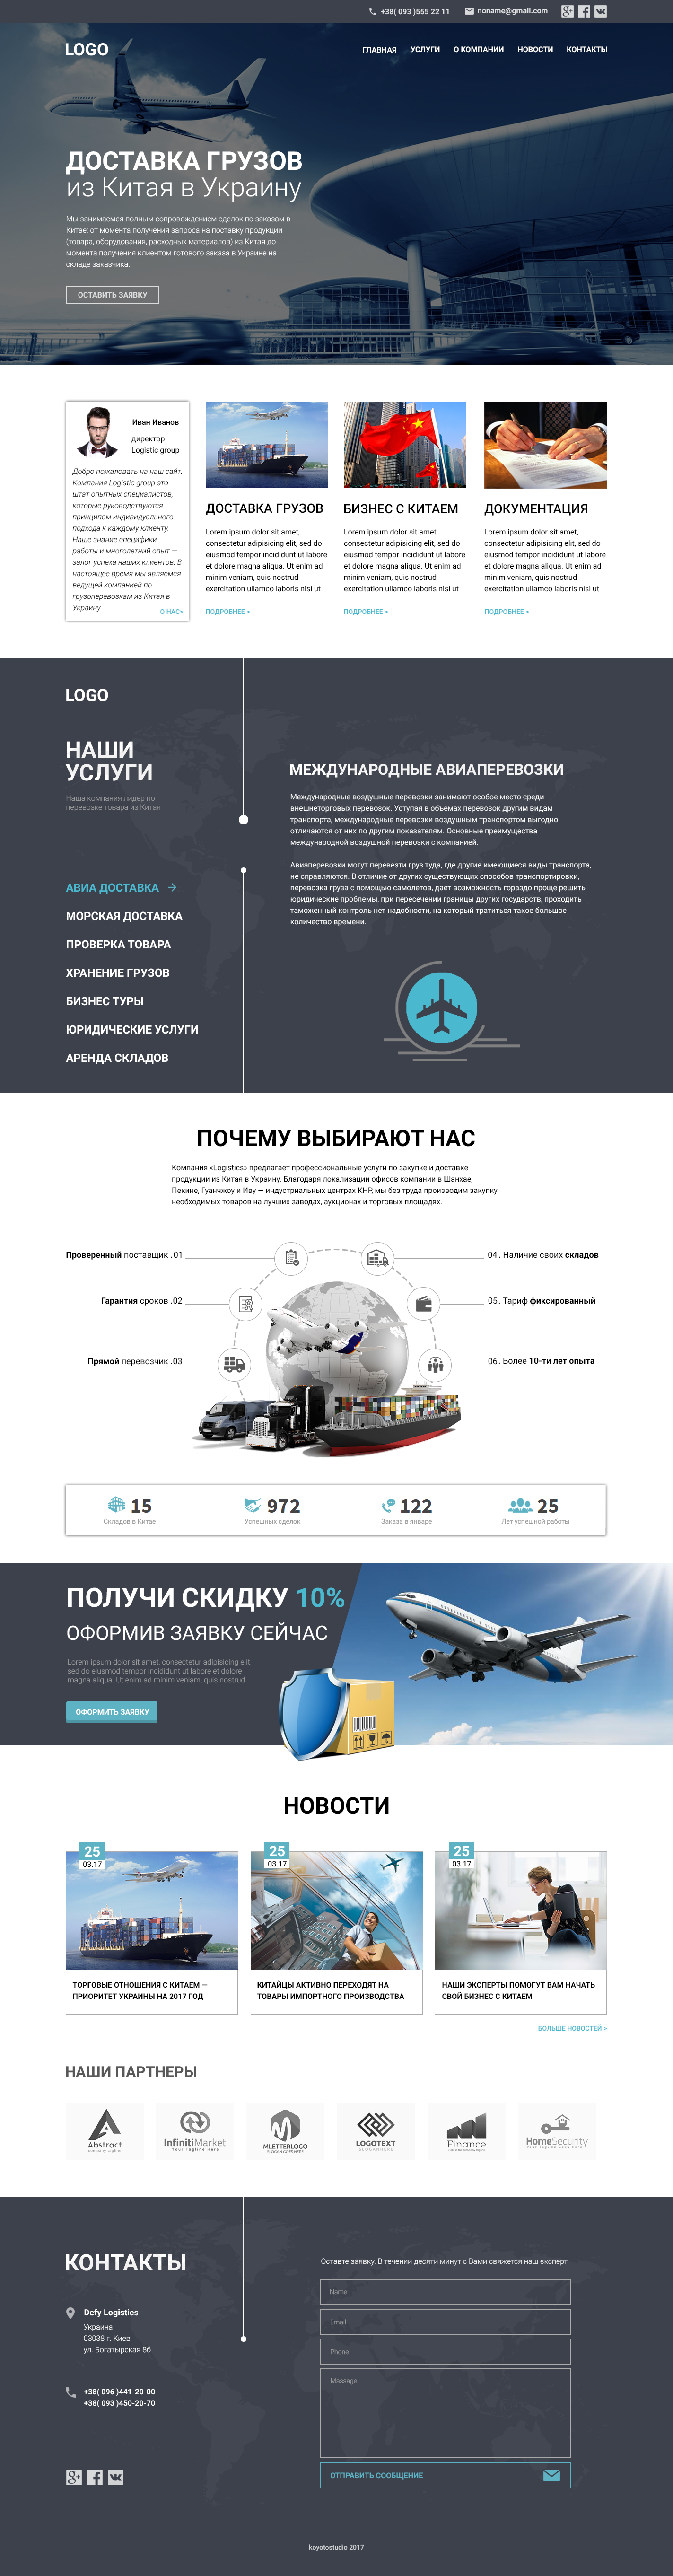 +38( 093 )555 22 11
noname@gmail.com
LOGO
ГЛАВНАЯ УСЛУГИ О КОМПАНИИ НОВОСТИ КОНТАКТЫ
ДОСТАВКА ГРУЗОВ
из Китая в Украину
Мы занимаемся полным сопровождением сделок по заказам в
Китае: от момента получения запроса на поставку продукции
(товара, оборудования, расходных материалов) из Китая до
момента получения клиентом готового заказа в Украине на
складе заказчика.
ОСТАВИТЬ ЗАЯВКУ
Иван Иванов
директор
Logistic group
Добро пожаловать на наш сайт.
Компания Logistic group это
штат опытных специалистов,
которые руководствуются
принципом индивидуального
подхода к каждому клиенту.
Наше знание специфики
работы и многолетний опыт —
залог успеха наших клиентов. В
настоящее время мы являемся
ведущей компанией по
грузоперевозкам из Китая в
Украину
О НАС>
ДОСТАВКА ГРУЗОВ
Lorem ipsum dolor sit amet,
consectetur adipisicing elit, sed do
eiusmod tempor incididunt ut labore
et dolore magna aliqua. Ut enim ad
minim veniam, quis nostrud
exercitation ullamco laboris nisi ut
ПОДРОБНЕЕ >
БИЗНЕС С КИТАЕМ
Lorem ipsum dolor sit amet,
consectetur adipisicing elit, sed do
eiusmod tempor incididunt ut labore
et dolore magna aliqua. Ut enim ad
minim veniam, quis nostrud
exercitation ullamco laboris nisi ut
ПОДРОБНЕЕ >
ДОКУМЕНТАЦИЯ
Lorem ipsum dolor sit amet,
consectetur adipisicing elit, sed do
eiusmod tempor incididunt ut labore
et dolore magna aliqua. Ut enim ad
minim veniam, quis nostrud
exercitation ullamco laboris nisi ut
ПОДРОБНЕЕ >
LOGO
НАШИ
УСЛУГИ
Наша компания лидер по
перевозке товара из Китая
АВИА ДОСТАВКА
МОРСКАЯ ДОСТАВКА
ПРОВЕРКА ТОВАРА
ХРАНЕНИЕ ГРУЗОВ
БИЗНЕС ТУРЫ
ЮРИДИЧЕСКИЕ УСЛУГИ
АРЕНДА СКЛАДОВ
МЕЖДУНАРОДНЫЕ АВИАПЕРЕВОЗКИ
Международные воздушные перевозки занимают особое место среди
внешнеторговых перевозок. Уступая в объемах перевозок другим видам
транспорта, международные перевозки воздушным транспортом выгодно
отличаются от них по другим показателям. Основные преимущества
международной воздушной перевозки с компанией.
Авиаперевозки могут перевезти груз туда, где другие имеющиеся виды транспорта,
не справляются. В отличие от других существующих способов транспортировки,
перевозка груза с помощью самолетов, дает возможность гораздо проще решить
юридические проблемы, при пересечении границы других государств, проходить
таможенный контроль нет надобности, на который тратиться такое большое
количество времени.
ПОЧЕМУ ВЫБИРАЮТ НАС
Компания «Logistics» предлагает профессиональные услуги по закупке и доставке
продукции из Китая в Украину. Благодаря локализации офисов компании в Шанхае,
Пекине, Гуанчжоу и Иву — индустриальных центрах КНР, мы без труда производим закупку
необходимых товаров на лучших заводах, аукционах и торговых площадях.
Проверенный поставщик .01
Гарантия сроков .02
Прямой перевозчик .03
04. Наличие своих складов
05. Тариф фиксированный
06. Более 10-ти лет опыта
15
Складов в Китае
972
Успешных сделок
122
Заказа в январе
25
Лет успешной работы
ПОЛУЧИ СКИДКУ 10%
ОФОРМИВ ЗАЯВКУ СЕЙЧАС
Lorem ipsum dolor sit amet, consectetur adipisicing elit,
sed do eiusmod tempor incididunt ut labore et dolore
magna aliqua. Ut enim ad minim veniam, quis nostrud
ОФОРМИТЬ ЗАЯВКУ
НОВОСТИ
25
03.17
ТОРГОВЫЕ ОТНОШЕНИЯ С КИТАЕМ —
ПРИОРИТЕТ УКРАИНЫ НА 2017 ГОД
25
03.17
КИТАЙЦЫ АКТИВНО ПЕРЕХОДЯТ НА
ТОВАРЫ ИМПОРТНОГО ПРОИЗВОДСТВА
25
03.17
НАШИ ЭКСПЕРТЫ ПОМОГУТ ВАМ НАЧАТЬ
СВОЙ БИЗНЕС С КИТАЕМ
БОЛЬШЕ НОВОСТЕЙ >
НАШИ ПАРТНЕРЫ
Abstract
company tagline
InfinitiMarket
Your Tagline Here
MLETTERLOGO
SLOGAN GOES HERE
LOGOTEXT
SLOGANHERE
Finance
HomeSecurity
Your Tagline Goes Here
КОНТАКТЫ
Defy Logistics
Украина
03038 г. Киев,
ул. Богатырская 8б
+38( 096 )441-20-00
+38( 093 )450-20-70
Оставте заявку. В течении десяти минут с Вами свяжется наш експерт
Name
Email
Phone
Massage
ОТПРАВИТЬ СООБЩЕНИЕ
koyotostudio 2017